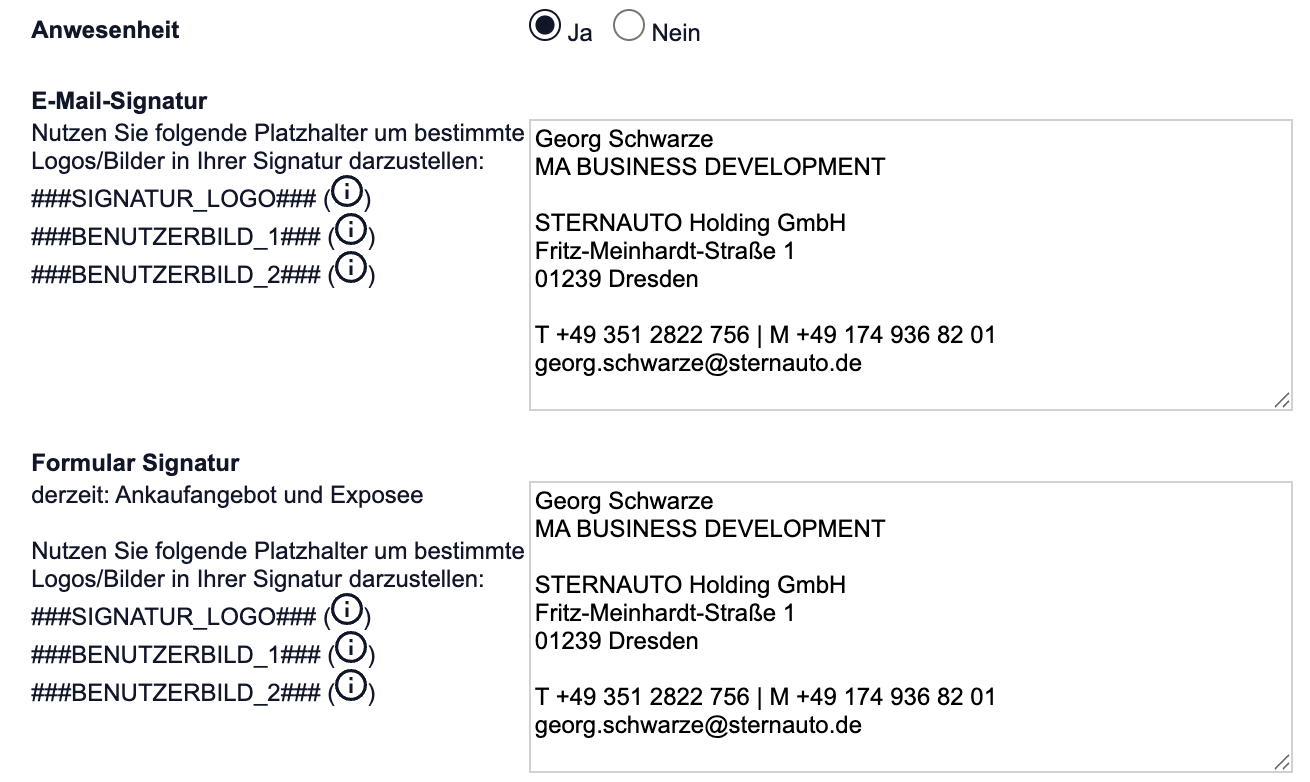 Anwesenheit
Ja Nein
E-Mail-Signatur
Nutzen Sie folgende Platzhalter um bestimmte
Logos/Bilder in Ihrer Signatur darzustellen:
###SIGNATUR_LOGO### (i)
###BENUTZERBILD_1### (i)
###BENUTZERBILD_2### (i)
Georg Schwarze
MA BUSINESS DEVELOPMENT
STERNAUTO Holding GmbH
Fritz-Meinhardt-Straße 1
01239 Dresden
T +49 351 2822 756 | M +49 174 936 82 01
georg.schwarze@sternauto.de
Formular Signatur
derzeit: Ankaufangebot und Exposee
Nutzen Sie folgende Platzhalter um bestimmte
Logos/Bilder in Ihrer Signatur darzustellen:
###SIGNATUR_LOGO### (i)
###BENUTZERBILD_1### (i)
###BENUTZERBILD_2### (i)
Georg Schwarze
MA BUSINESS DEVELOPMENT
STERNAUTO Holding GmbH
Fritz-Meinhardt-Straße 1
01239 Dresden
T +49 351 2822 756 | M +49 174 936 82 01
georg.schwarze@sternauto.de